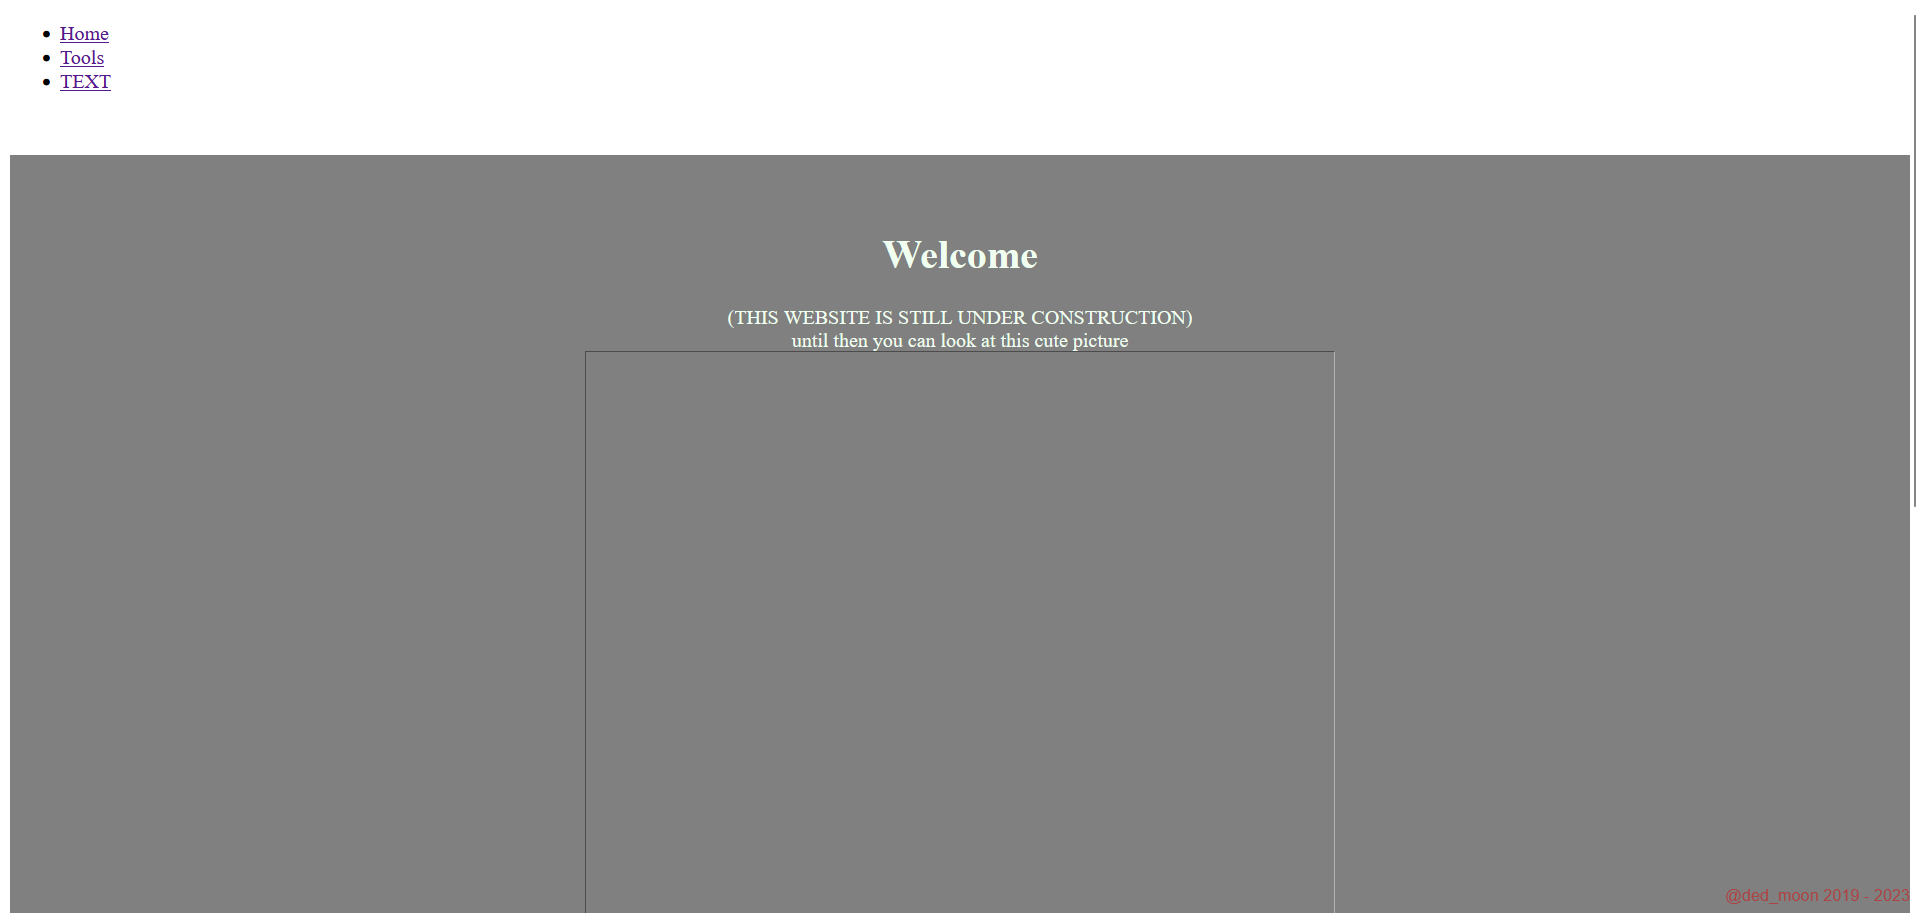 Home
Tools
TEXT
Welcome
(THIS WEBSITE IS STILL UNDER CONSTRUCTION)
until then you can look at this cute picture
@ded_moon 2019 - 2023